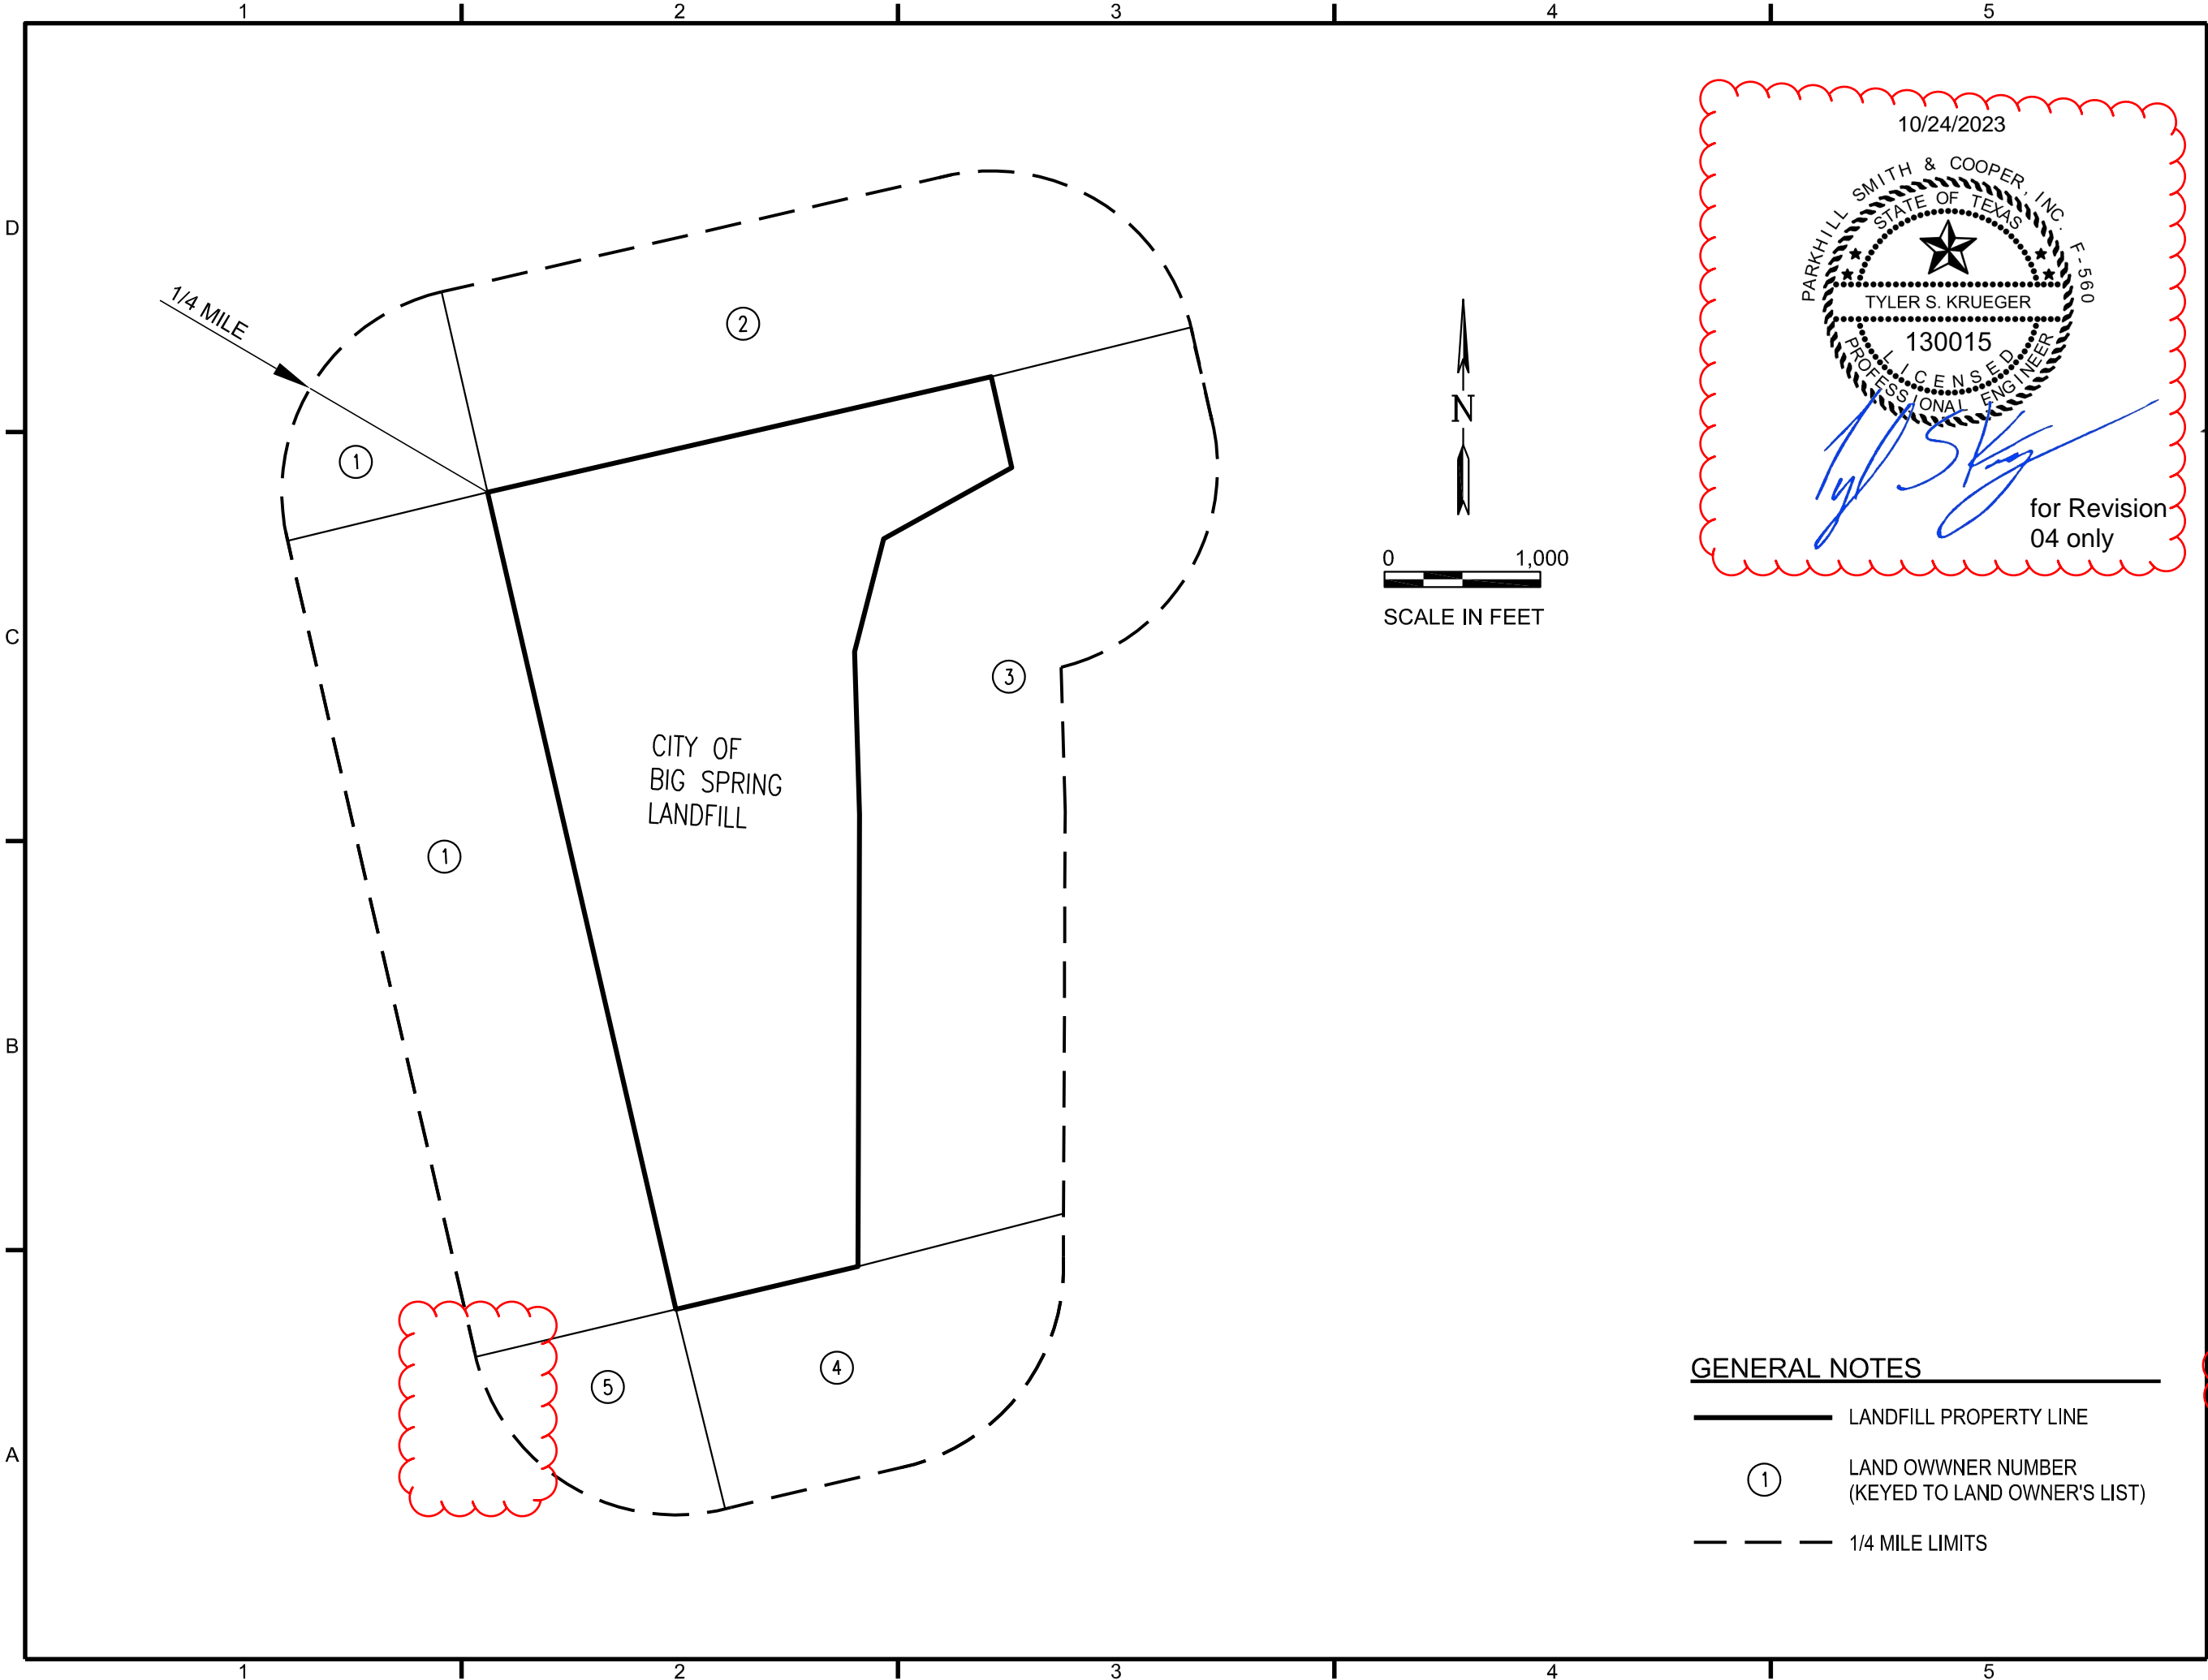 1 2 3 4 5
D
C
B
A
10/24/2023
PARKHILL SMITH & COOPER, INC. F-560
STATE OF TEXAS
TYLER S. KRUEGER
130015
LICENSED
PROFESSIONAL ENGINEER
for Revision
04 only
1/4 MILE
2
1
N
0 1,000
SCALE IN FEET
3
CITY OF
BIG SPRING
LANDFILL
1
5
4
GENERAL NOTES
LANDFILL PROPERTY LINE
1
LAND OWWNER NUMBER
(KEYED TO LAND OWNER'S LIST)
1/4 MILE LIMITS
1 2 3 4 5